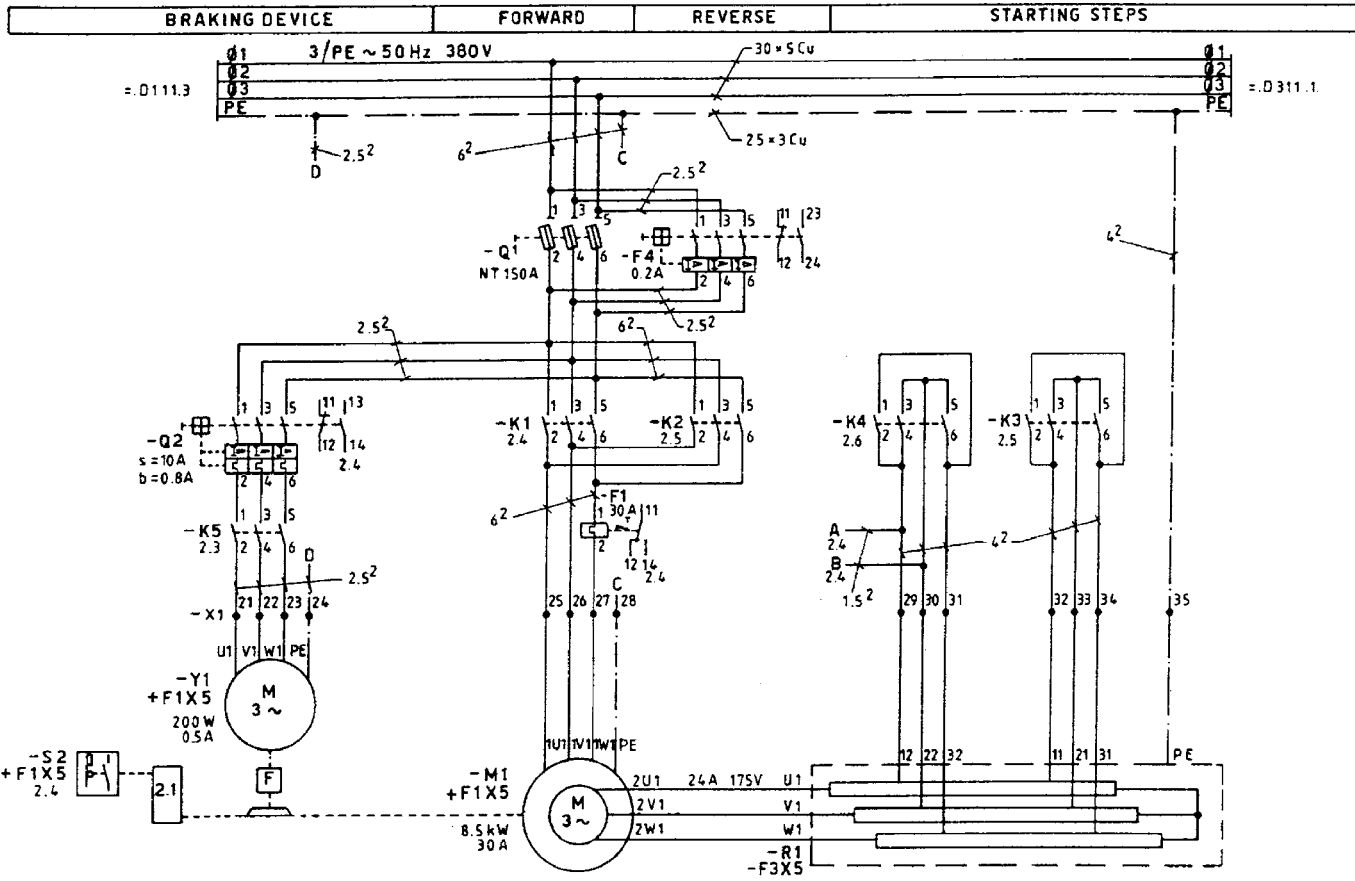 BRAKING DEVICE FORWARD REVERSE STARTING STEPS
Ø1 3/PE ~ 50 Hz 380V 30×5 Cu Ø1
Ø2 Ø2
=.D111.3 Ø3 Ø3 =.D311.1.
PE PE
25×3 Cu
D 2.5² 6² C
2.5²
1 3 5 1 3 5 11 23
-Q1 2 4 6 -F4 12 24 4²
NT 150A 0.2A 2 4 6
2.5² 6² 2.5²
1 3 5 11 13 1 3 5 1 3 5 1 3 5 1 3 5
-Q2 12 14 -K1 2 4 6 -K2 2 4 6 -K4 2 4 6 -K3 2 4 6
s=10A 2.4 2.4 2.5 2.6 2.5
b=0.8A
2 4 6
-F1
1 3 5 6² 1 30A 11
-K5 2 4 6 2 A 4²
2.3 D 12 14 2.4
2.4 B
2.5² C 2.4
1.5²
-X1 21 22 23 24 25 26 27 28 29 30 31 32 33 34 35
U1 V1 W1 PE
-Y1 M
+F1X5 3~
200 W
0.5A
1U1 1V1 1W1 PE 12 22 32 11 21 31 PE
-S2
+F1X5 F -M1 2U1 24A 175V U1
2.4 2.1 +F1X5 M 2V1 V1
8.5kW 3~ 2W1 W1
30A -R1
-F3X5